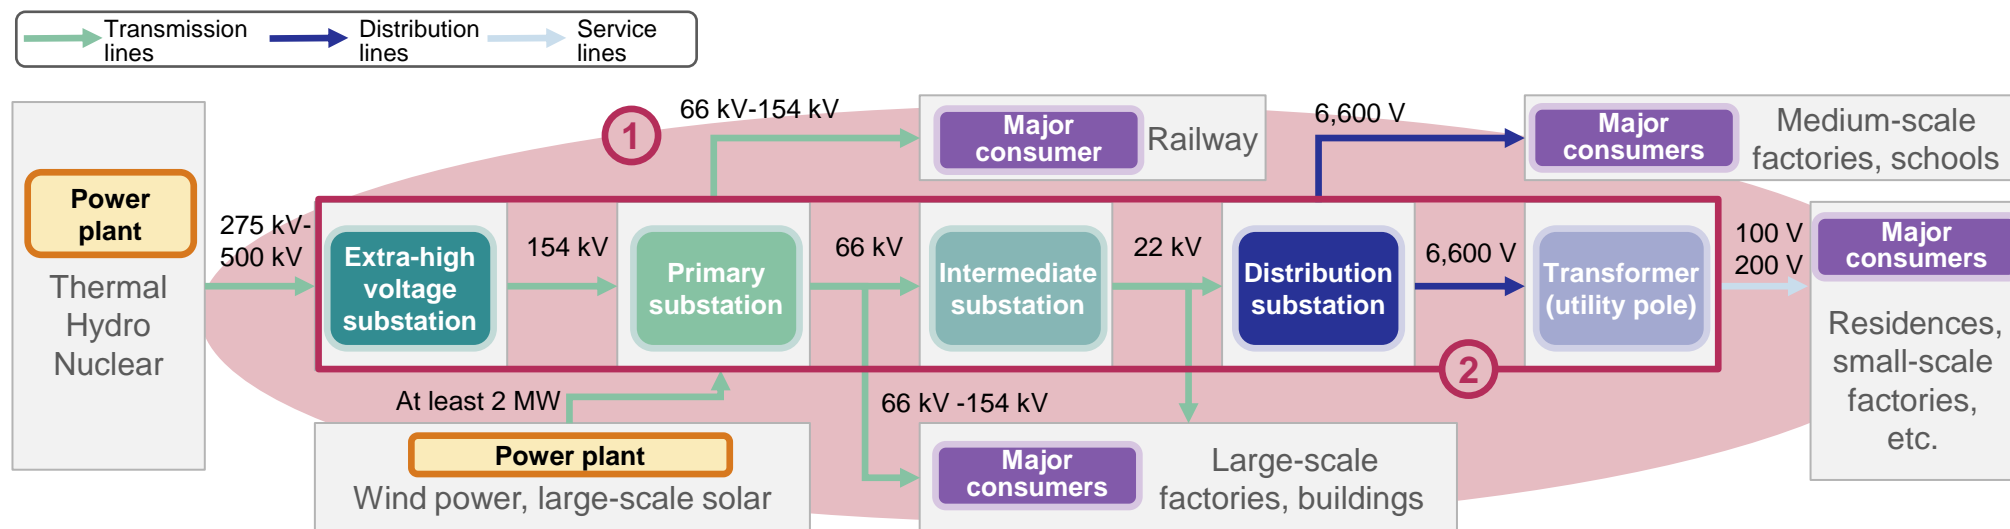 Transmission
lines
Distribution
lines
Service
lines
Power
plant
Thermal
Hydro
Nuclear
275 kV-
500 kV
1
66 kV-154 kV
Major
consumer
Railway
6,600 V
Major
consumers
Medium-scale
factories, schools
Extra-high
voltage
substation
154 kV
Primary
substation
66 kV
Intermediate
substation
22 kV
Distribution
substation
6,600 V
Transformer
(utility pole)
100 V
200 V
2
Major
consumers
Residences,
small-scale
factories,
etc.
At least 2 MW
Power plant
Wind power, large-scale solar
66 kV -154 kV
Major
consumers
Large-scale
factories, buildings